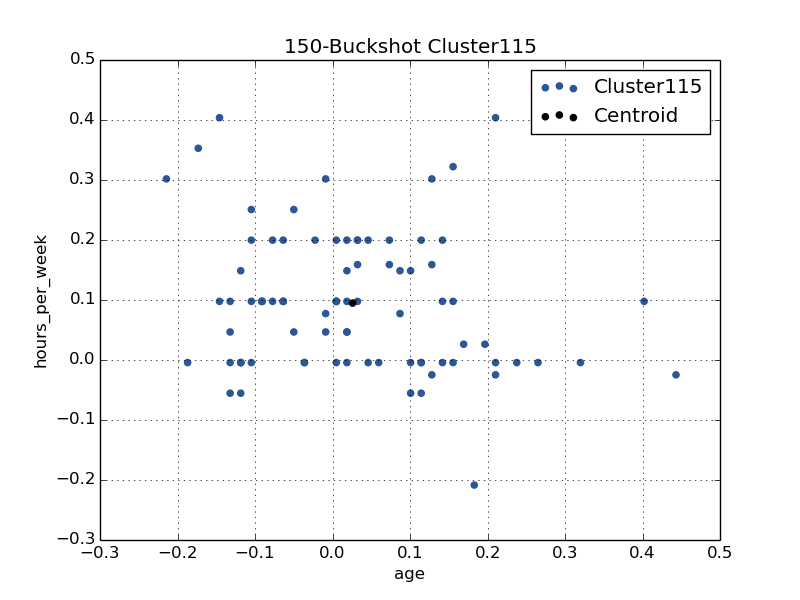 150-Buckshot Cluster115
Cluster115
Centroid
0.5
0.4
0.3
0.2
0.1
0.0
−0.1
−0.2
−0.3
hours_per_week
−0.3 −0.2 −0.1 0.0 0.1 0.2 0.3 0.4 0.5
age